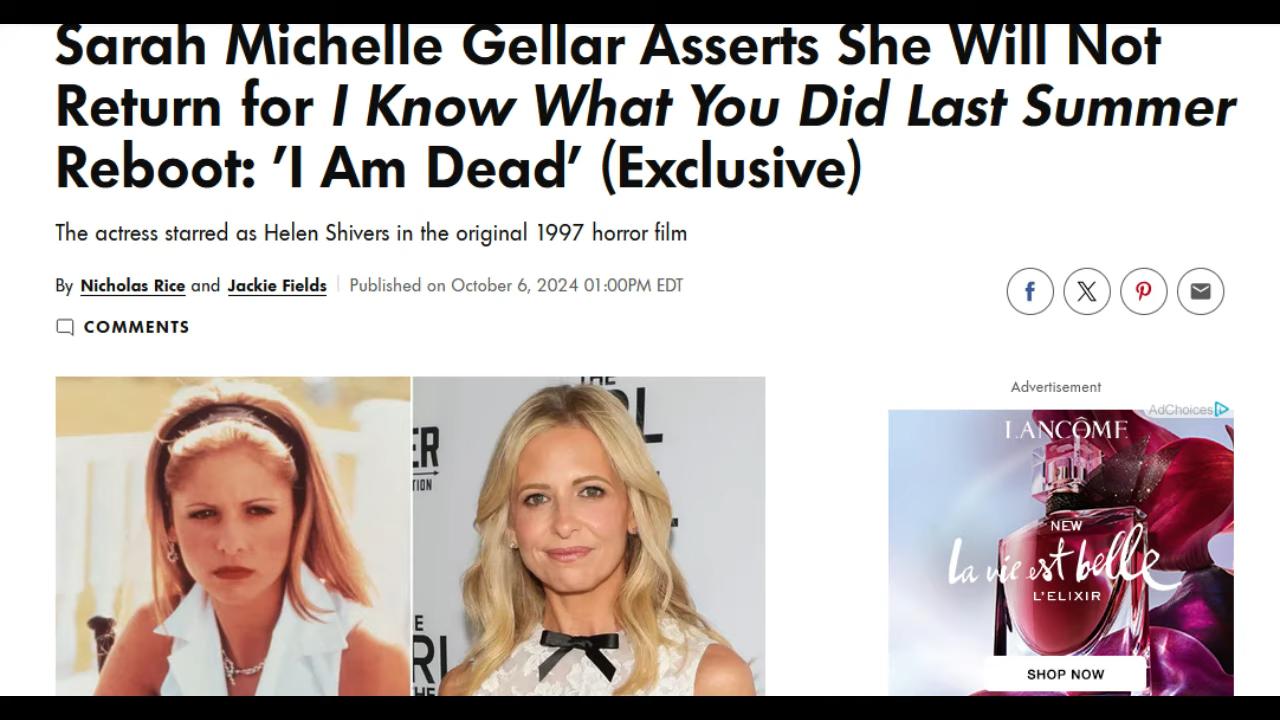 Sarah Michelle Gellar Asserts She Will Not
Return for I Know What You Did Last Summer
Reboot: ’I Am Dead’ (Exclusive)
The actress starred as Helen Shivers in the original 1997 horror film
By Nicholas Rice and Jackie Fields Published on October 6, 2024 01:00PM EDT
COMMENTS
THE
ER
TION
Advertisement
AdChoices
LANCÔME
NEW
La vie est belle
L'ELIXIR
SHOP NOW